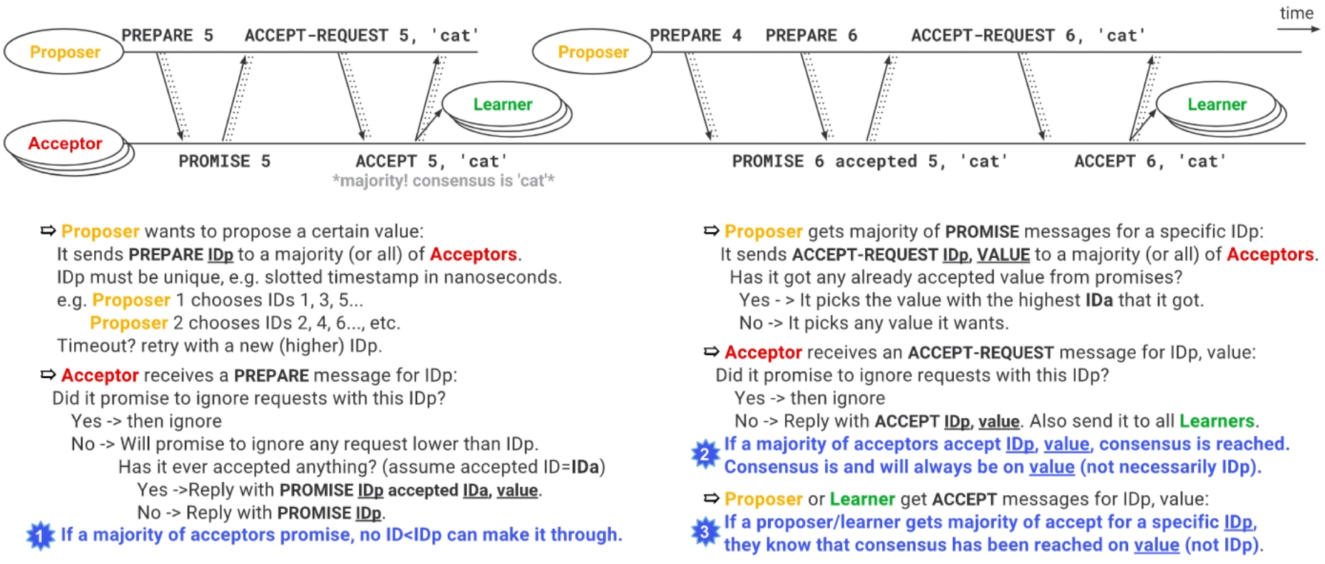 time
PREPARE 5 ACCEPT-REQUEST 5, 'cat' PREPARE 4 PREPARE 6 ACCEPT-REQUEST 6, 'cat'
Proposer Proposer
Learner Learner
Acceptor
PROMISE 5 ACCEPT 5, 'cat' PROMISE 6 accepted 5, 'cat' ACCEPT 6, 'cat'
*majority! consensus is 'cat'*
⇨ Proposer wants to propose a certain value:
It sends PREPARE IDp to a majority (or all) of Acceptors.
IDp must be unique, e.g. slotted timestamp in nanoseconds.
e.g. Proposer 1 chooses IDs 1, 3, 5...
Proposer 2 chooses IDs 2, 4, 6..., etc.
Timeout? retry with a new (higher) IDp.
⇨ Acceptor receives a PREPARE message for IDp:
Did it promise to ignore requests with this IDp?
Yes -> then ignore
No -> Will promise to ignore any request lower than IDp.
Has it ever accepted anything? (assume accepted ID=IDa)
Yes ->Reply with PROMISE IDp accepted IDa, value.
No -> Reply with PROMISE IDp.
1 If a majority of acceptors promise, no ID<IDp can make it through.
⇨ Proposer gets majority of PROMISE messages for a specific IDp:
It sends ACCEPT-REQUEST IDp, VALUE to a majority (or all) of Acceptors.
Has it got any already accepted value from promises?
Yes - > It picks the value with the highest IDa that it got.
No -> It picks any value it wants.
⇨ Acceptor receives an ACCEPT-REQUEST message for IDp, value:
Did it promise to ignore requests with this IDp?
Yes -> then ignore
No -> Reply with ACCEPT IDp, value. Also send it to all Learners.
2 If a majority of acceptors accept IDp, value, consensus is reached.
Consensus is and will always be on value (not necessarily IDp).
⇨ Proposer or Learner get ACCEPT messages for IDp, value:
3 If a proposer/learner gets majority of accept for a specific IDp,
they know that consensus has been reached on value (not IDp).